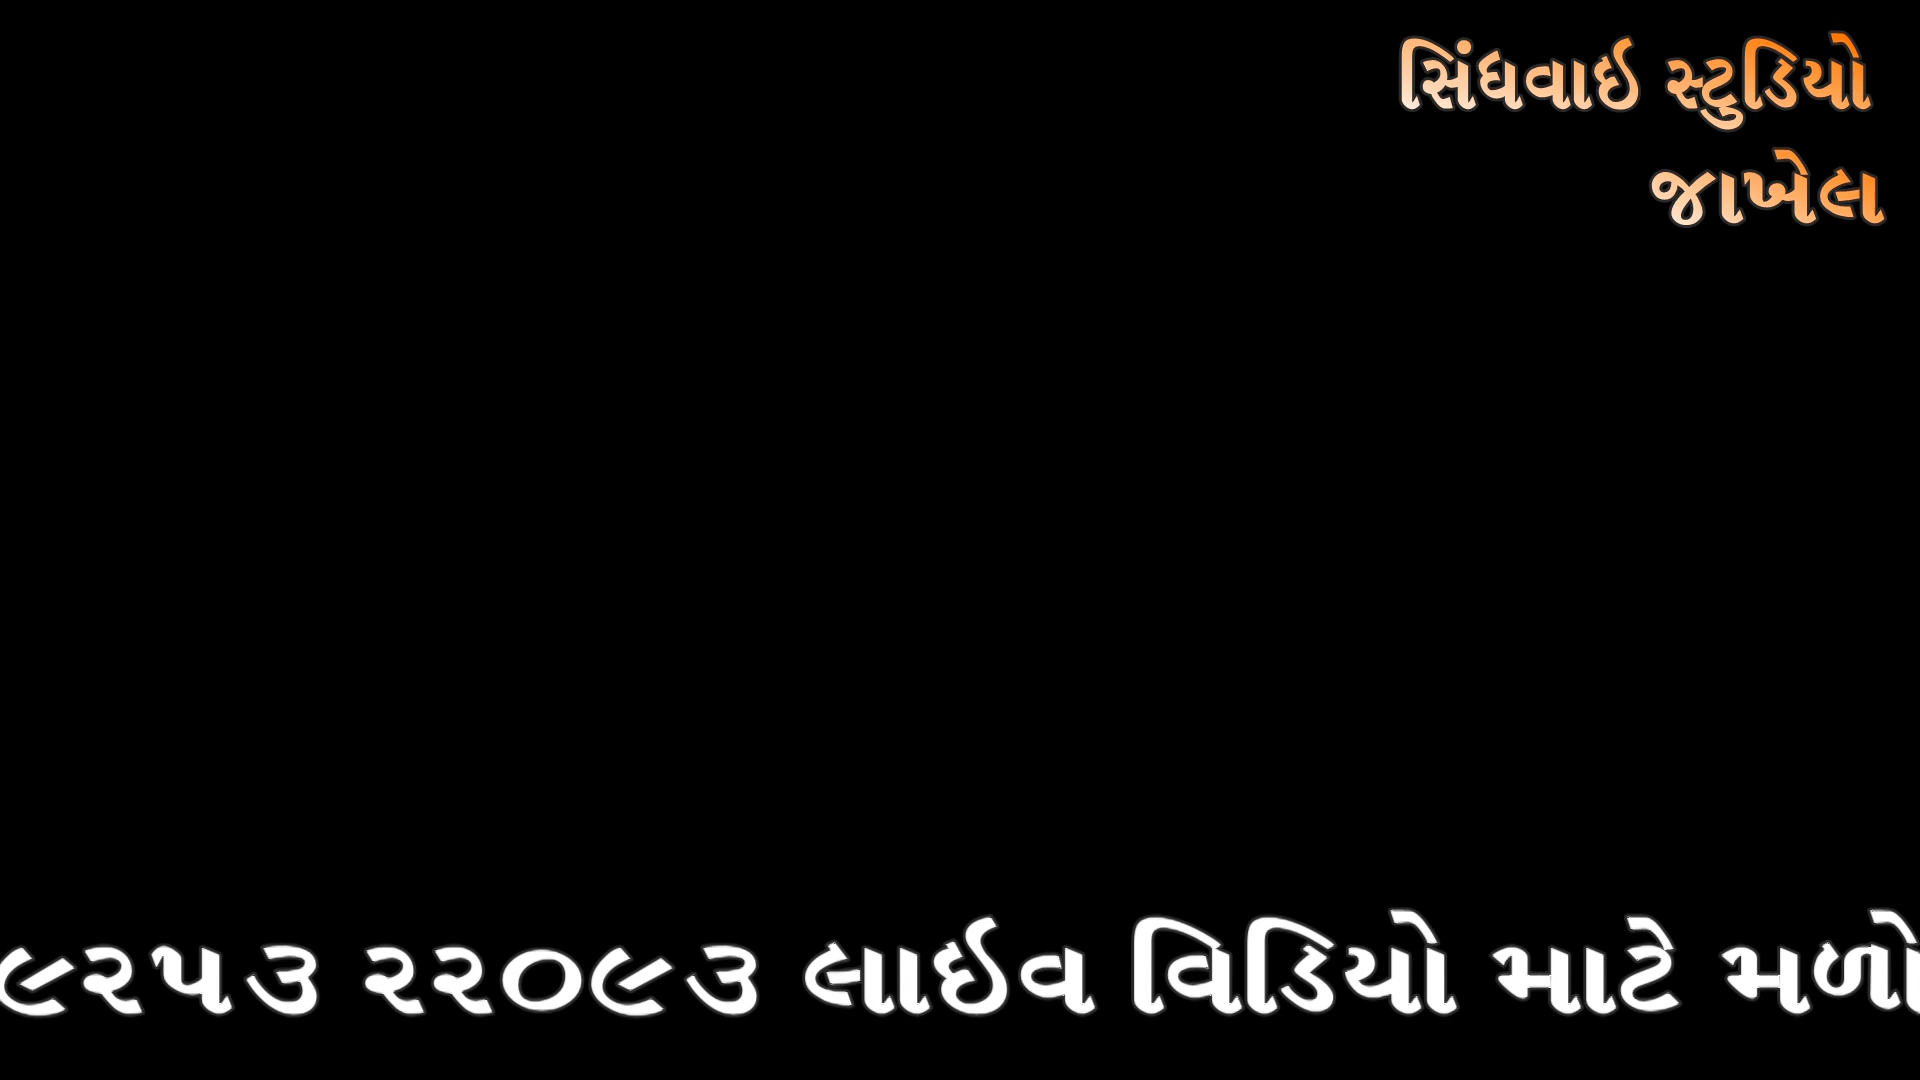 સિંધવાઈ સ્ટુડિયો
જાખેલ
૯૨૫૩ ૨૨૦૯૩ લાઈવ વિડિયો માટે મળો